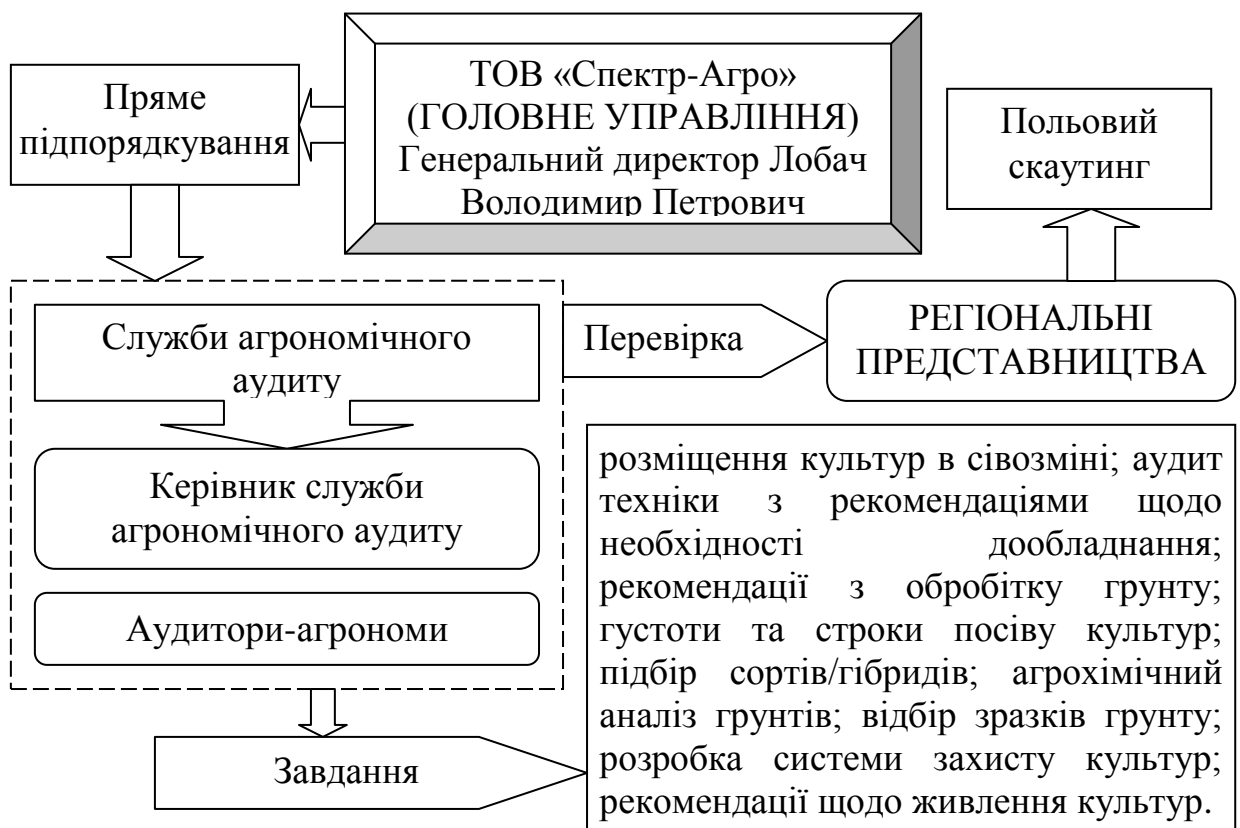 ТОВ «Спектр-Агро»
(ГОЛОВНЕ УПРАВЛІННЯ)
Генеральний директор Лобач
Володимир Петрович
Пряме
підпорядкування
Польовий
скаутинг
Служби агрономічного
аудиту
Перевірка
РЕГІОНАЛЬНІ
ПРЕДСТАВНИЦТВА
Керівник служби
агрономічного аудиту
Аудитори-агрономи
Завдання
розміщення культур в сівозміні; аудит
техніки з рекомендаціями щодо
необхідності дообладнання;
рекомендації з обробітку грунту;
густоти та строки посіву культур;
підбір сортів/гібридів; агрохімічний
аналіз грунтів; відбір зразків грунту;
розробка системи захисту культур;
рекомендації щодо живлення культур.